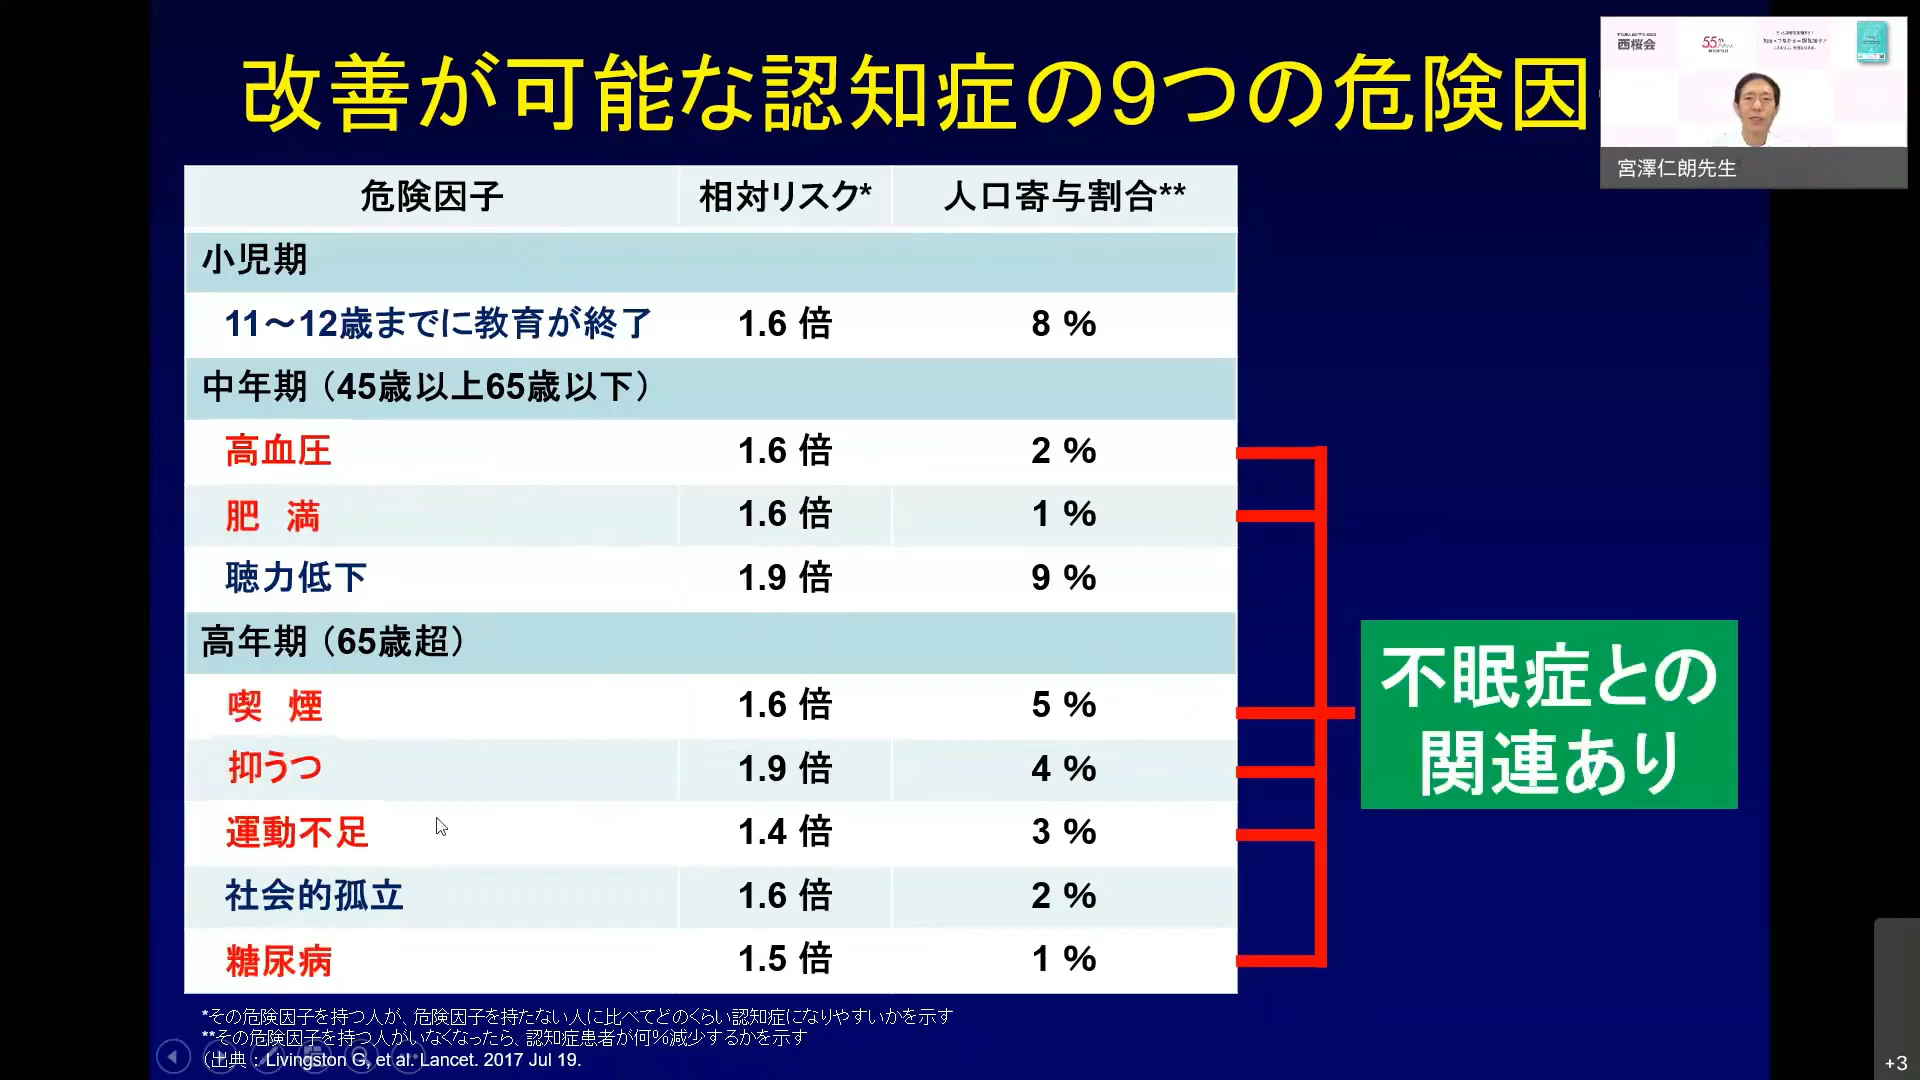 改善が可能な認知症の9つの危険因
西桜会
55
宮澤仁朗先生
危険因子 相対リスク* 人口寄与割合**
小児期
11～12歳までに教育が終了 1.6 倍 8 %
中年期（45歳以上65歳以下）
高血圧 1.6 倍 2 %
肥　満 1.6 倍 1 %
聴力低下 1.9 倍 9 %
高年期（65歳超）
喫　煙 1.6 倍 5 %
抑うつ 1.9 倍 4 %
運動不足 1.4 倍 3 %
社会的孤立 1.6 倍 2 %
糖尿病 1.5 倍 1 %
不眠症との
関連あり
*その危険因子を持つ人が、危険因子を持たない人に比べてどのくらい認知症になりやすいかを示す
**その危険因子を持つ人がいなくなったら、認知症患者が何％減少するかを示す
（出典：Livingston G, et al. Lancet. 2017 Jul 19.
+3